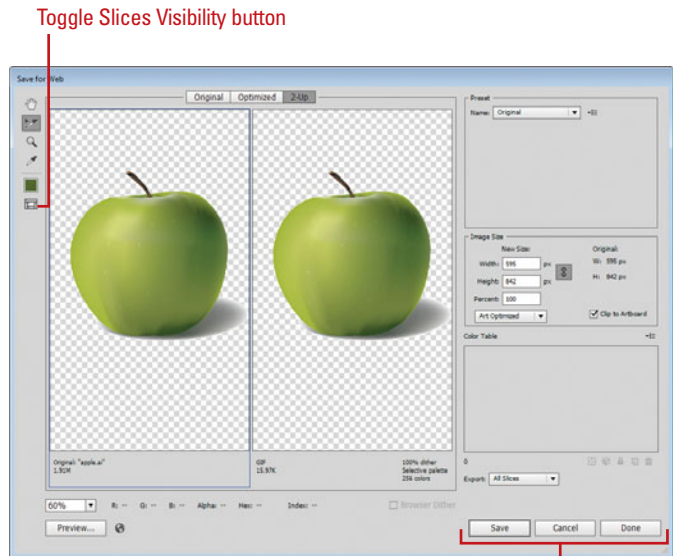 Toggle Slices Visibility button
Save for Web
Original Optimized 2-Up
Preset
Name: Original
Image Size
New Size: Original:
Width: 595 px W: 595 px
Height: 842 px H: 842 px
Percent: 100
Art Optimized Clip to Artboard
Color Table
Original: "apple.ai"
1.91M
GIF
15.97K
100% dither
Selective palette
256 colors
0
Export: All Slices
60% R: -- G: -- B: -- Alpha: -- Hex: -- Index: -- Browser Dither
Preview... Save Cancel Done